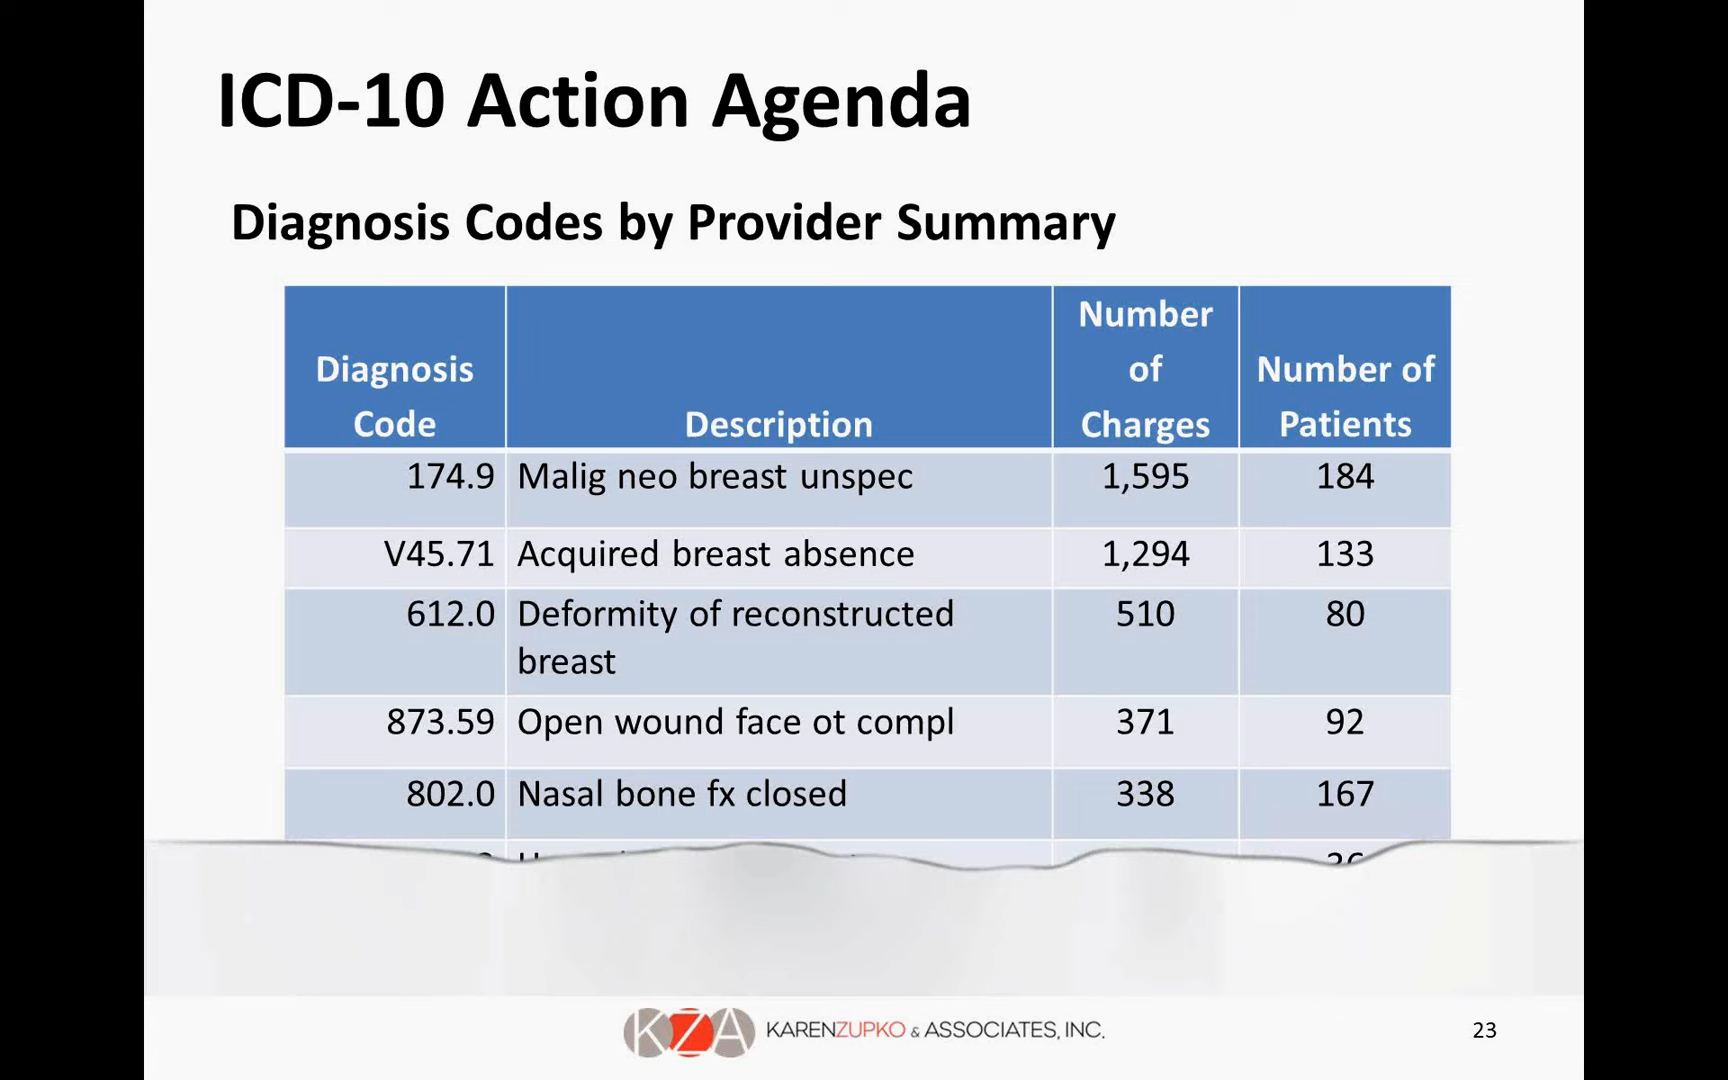 ICD-10 Action Agenda
Diagnosis Codes by Provider Summary
Diagnosis Code Description Number of Charges Number of Patients
174.9 Malig neo breast unspec 1,595 184
V45.71 Acquired breast absence 1,294 133
612.0 Deformity of reconstructed breast 510 80
873.59 Open wound face ot compl 371 92
802.0 Nasal bone fx closed 338 167
KZA KARENZUPKO & ASSOCIATES, INC. 23